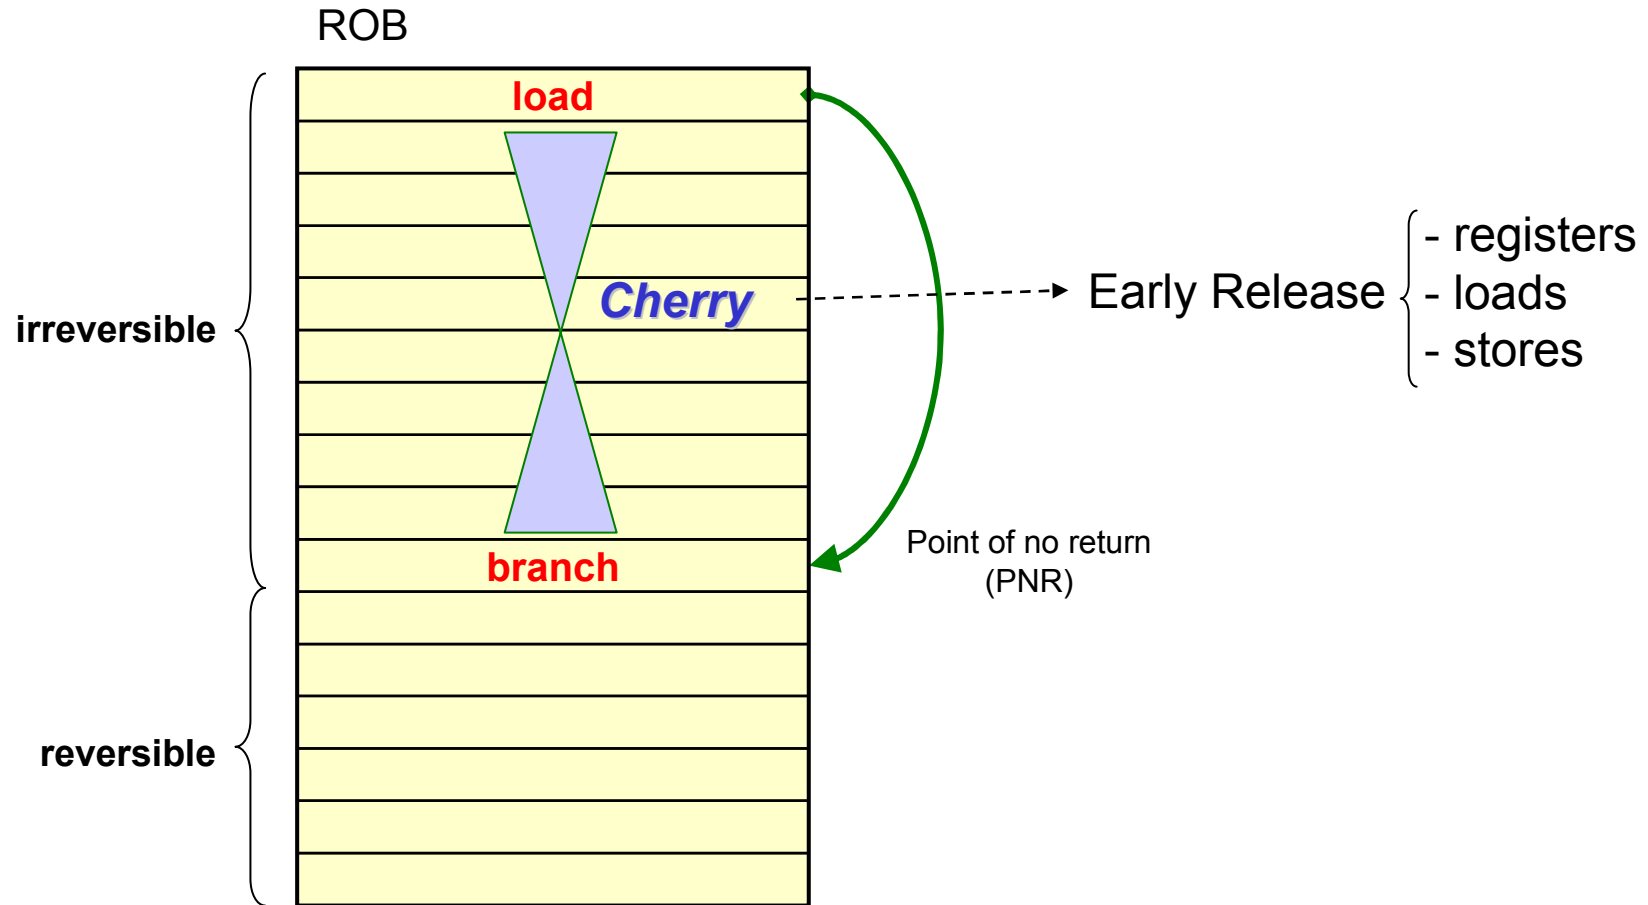 ROB
load
Cherry
irreversible
Early Release
- registers
- loads
- stores
Point of no return
(PNR)
branch
reversible